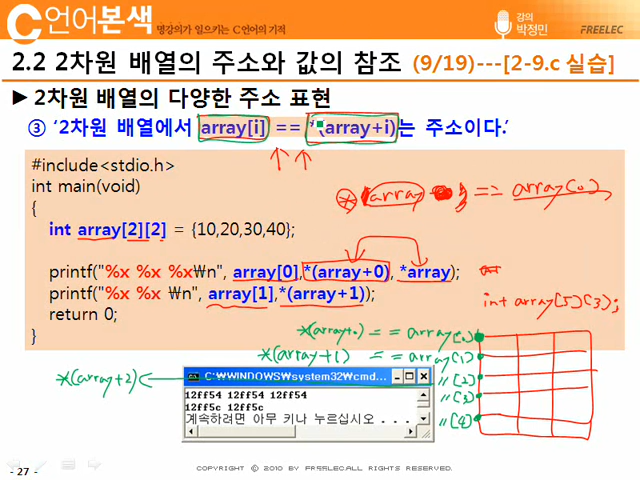 C언어본색 명강의가 일으키는 C언어의 기적
강의 박정민 FREELEC
2.2 2차원 배열의 주소와 값의 참조 (9/19)---[2-9.c 실습]
▶ 2차원 배열의 다양한 주소 표현
③ '2차원 배열에서 array[i] == *(array+i)는 주소이다.'
#include<stdio.h>
int main(void)
{
int array[2][2] = {10,20,30,40};
printf("%x %x %x₩n", array[0],*(array+0), *array);
printf("%x %x ₩n", array[1],*(array+1));
return 0;
}
* array == array[0]
int array[5][3];
*(array+0) == array[0]
*(array+1) == array[1]
*(array+2) 〃[2]
〃[3]
〃[4]
C:₩WINDOWS₩system32₩cmd...
12ff54 12ff54 12ff54
12ff5c 12ff5c
계속하려면 아무 키나 누르십시오 . . .
- 27 -
COPYRIGHT ⓒ 2010 BY FREELEC.ALL RIGHTS RESERVED.